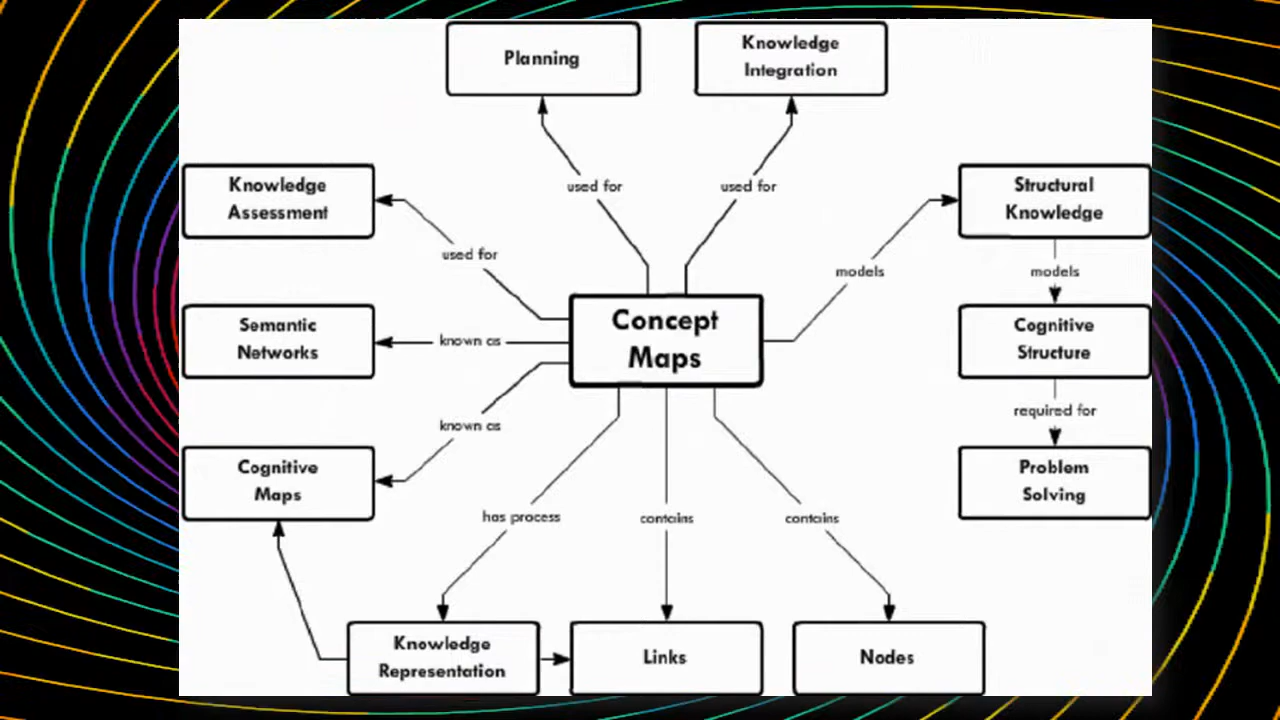 Planning
Knowledge
Integration
used for
used for
Knowledge
Assessment
Structural
Knowledge
used for
models
models
Concept
Maps
Semantic
Networks
known as
Cognitive
Structure
known as
required for
Cognitive
Maps
Problem
Solving
has process
contains
contains
Knowledge
Representation
Links
Nodes